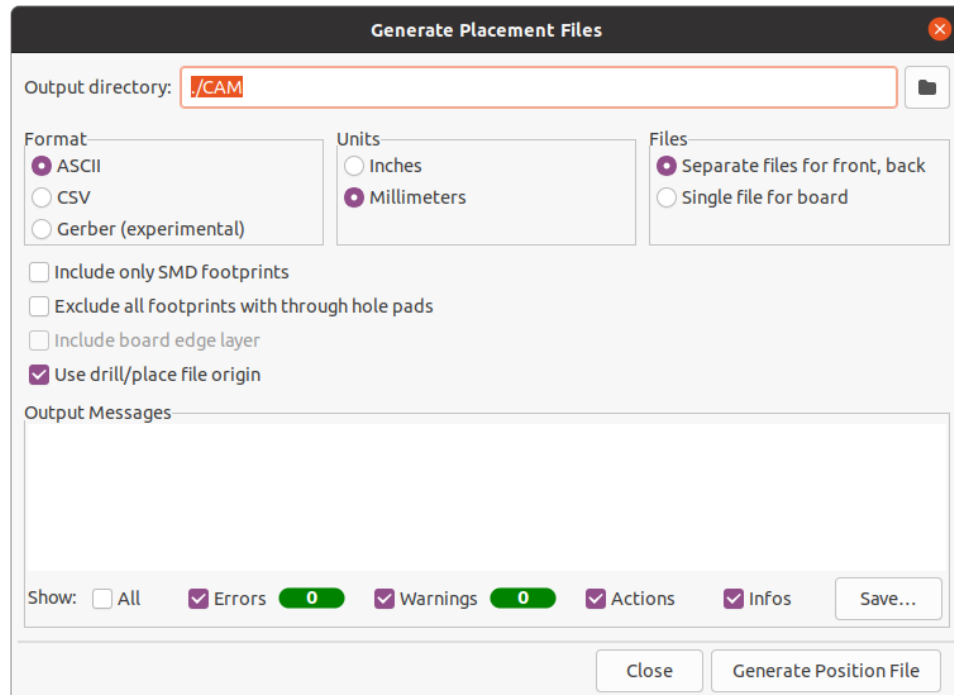 Generate Placement Files
Output directory: ./CAM
Format
ASCII
CSV
Gerber (experimental)
Units
Inches
Millimeters
Files
Separate files for front, back
Single file for board
Include only SMD footprints
Exclude all footprints with through hole pads
Include board edge layer
Use drill/place file origin
Output Messages
Show: All Errors 0 Warnings 0 Actions Infos Save...
Close Generate Position File